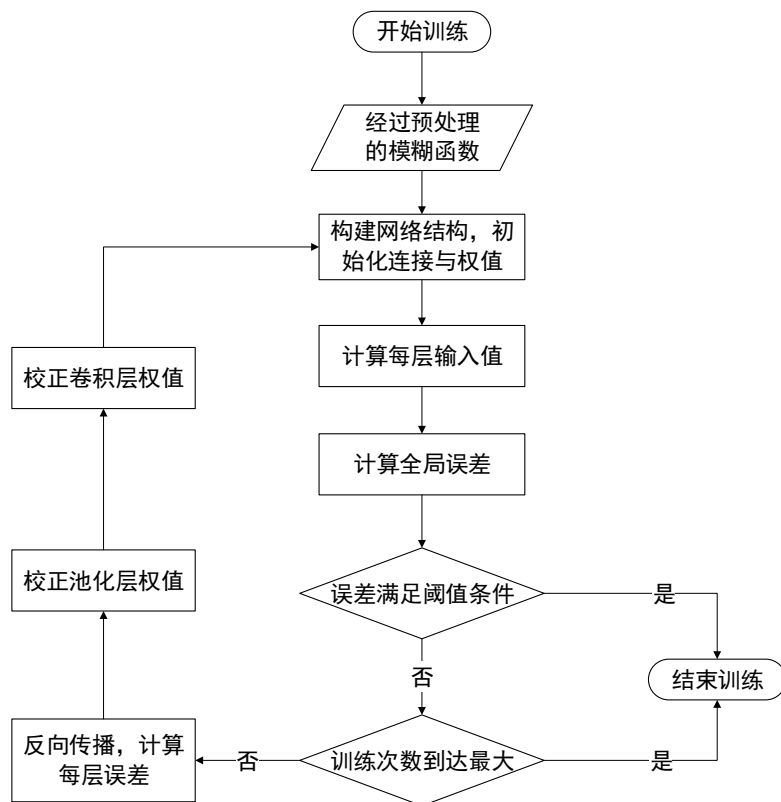 开始训练
经过预处理
的模糊函数
构建网络结构，初
始化连接与权值
计算每层输入值
校正卷积层权值
计算全局误差
校正池化层权值
误差满足阈值条件
是
否
结束训练
反向传播，计算
每层误差
否
训练次数到达最大
是